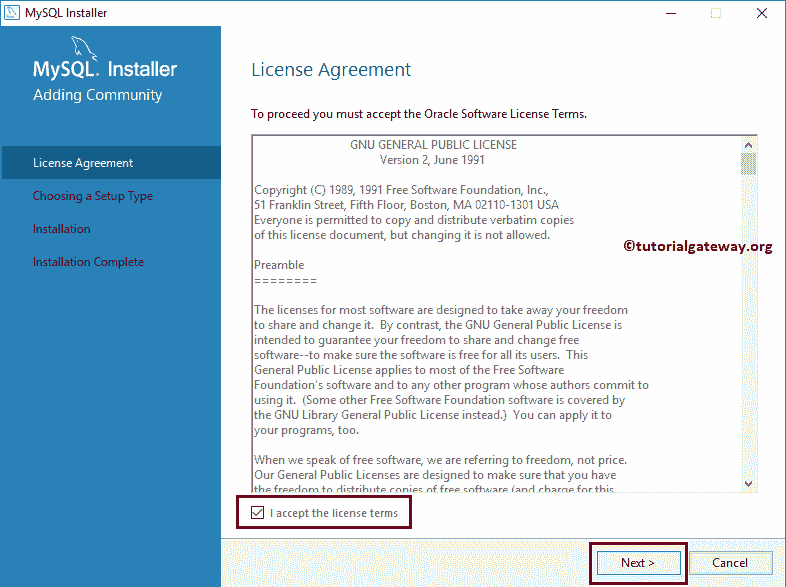 MySQL Installer
MySQL. Installer
Adding Community
License Agreement
Choosing a Setup Type
Installation
Installation Complete
License Agreement
To proceed you must accept the Oracle Software License Terms.
GNU GENERAL PUBLIC LICENSE
Version 2, June 1991
Copyright (C) 1989, 1991 Free Software Foundation, Inc.,
51 Franklin Street, Fifth Floor, Boston, MA 02110-1301 USA
Everyone is permitted to copy and distribute verbatim copies
of this license document, but changing it is not allowed.
©tutorialgateway.org
Preamble
========
The licenses for most software are designed to take away your freedom
to share and change it.  By contrast, the GNU General Public License is
intended to guarantee your freedom to share and change free
software--to make sure the software is free for all its users.  This
General Public License applies to most of the Free Software
Foundation's software and to any other program whose authors commit to
using it.  (Some other Free Software Foundation software is covered by
the GNU Library General Public License instead.)  You can apply it to
your programs, too.
When we speak of free software, we are referring to freedom, not price.
Our General Public Licenses are designed to make sure that you have
the freedom to distribute copies of free software (and charge for this
I accept the license terms
Next >
Cancel